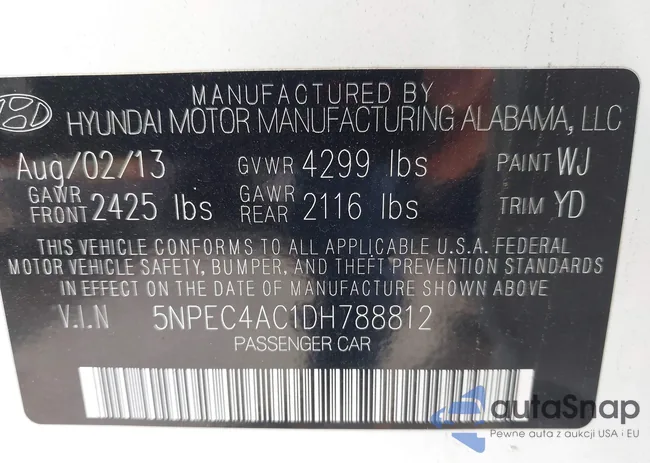 MANUFACTURED BY
HYUNDAI MOTOR MANUFACTURING ALABAMA, LLC
Aug/02/13 GVWR 4299 lbs PAINT WJ
GAWR FRONT 2425 lbs GAWR REAR 2116 lbs TRIM YD
THIS VEHICLE CONFORMS TO ALL APPLICABLE U.S.A. FEDERAL
MOTOR VEHICLE SAFETY, BUMPER, AND THEFT PREVENTION STANDARDS
IN EFFECT ON THE DATE OF MANUFACTURE SHOWN ABOVE
V.I.N 5NPEC4AC1DH788812
PASSENGER CAR
autaSnap
Pewne auta z aukcji USA i EU